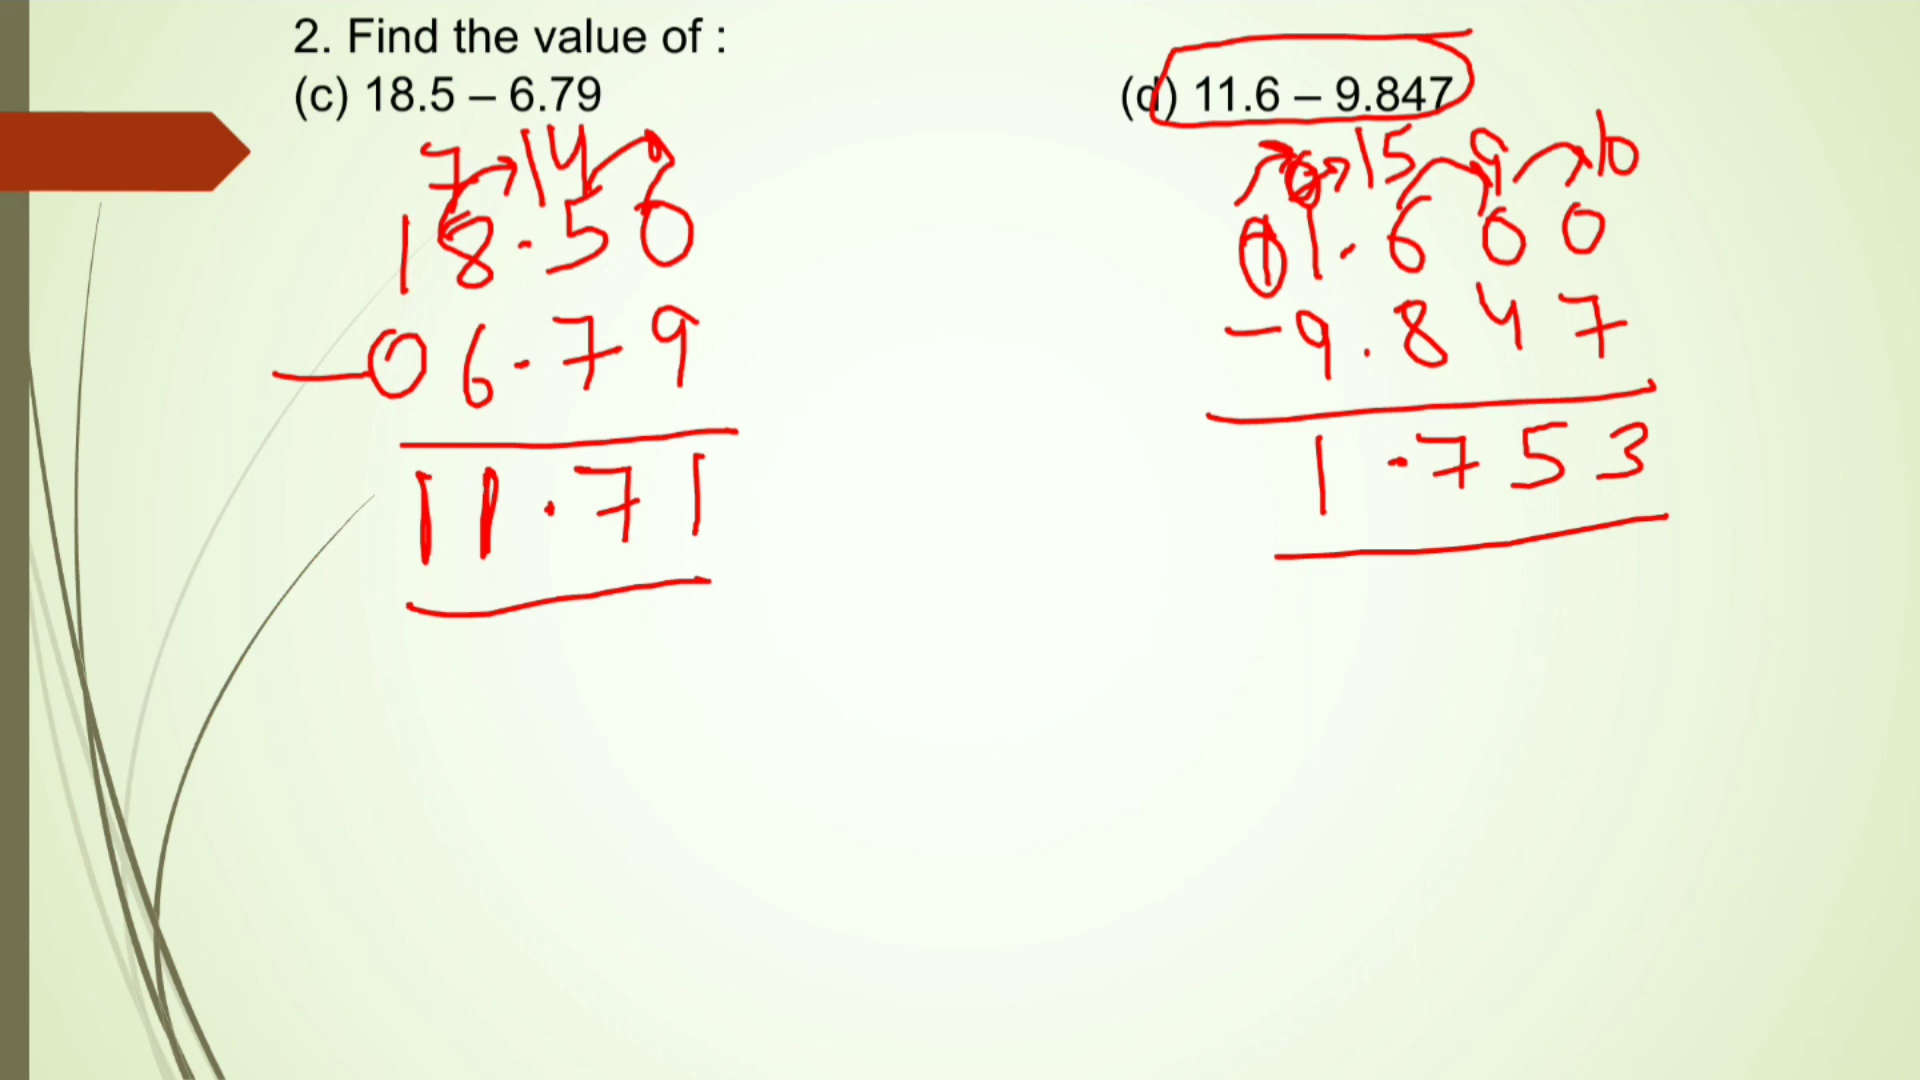 2. Find the value of :
(c) 18.5 – 6.79
(d) 11.6 – 9.847
7 14
18.50
– 06.79
11.71
15 9 10
11.600
– 9.847
1.753